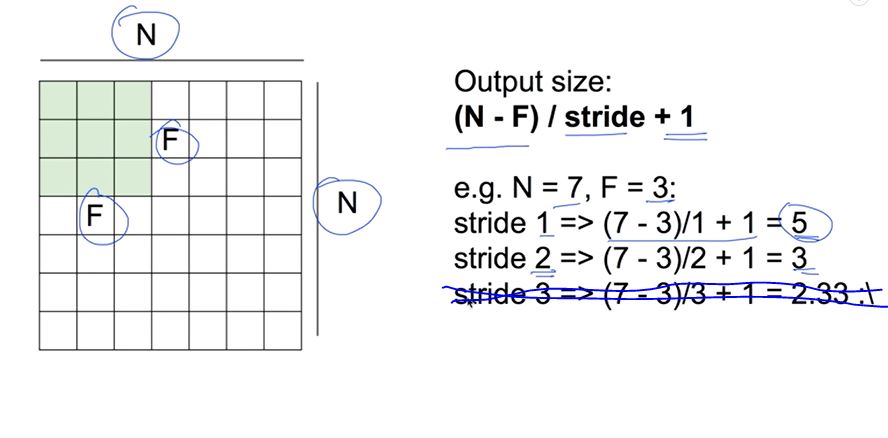 N
F
F
N
Output size:
(N - F) / stride + 1
e.g. N = 7, F = 3:
stride 1 => (7 - 3)/1 + 1 = 5
stride 2 => (7 - 3)/2 + 1 = 3
stride 3 => (7 - 3)/3 + 1 = 2.33 :\